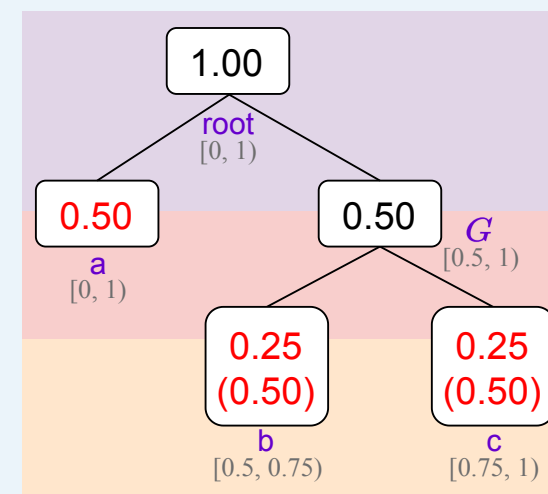 1.00
root
[0, 1)
0.50
a
[0, 1)
0.50
G
[0.5, 1)
0.25
(0.50)
b
[0.5, 0.75)
0.25
(0.50)
c
[0.75, 1)